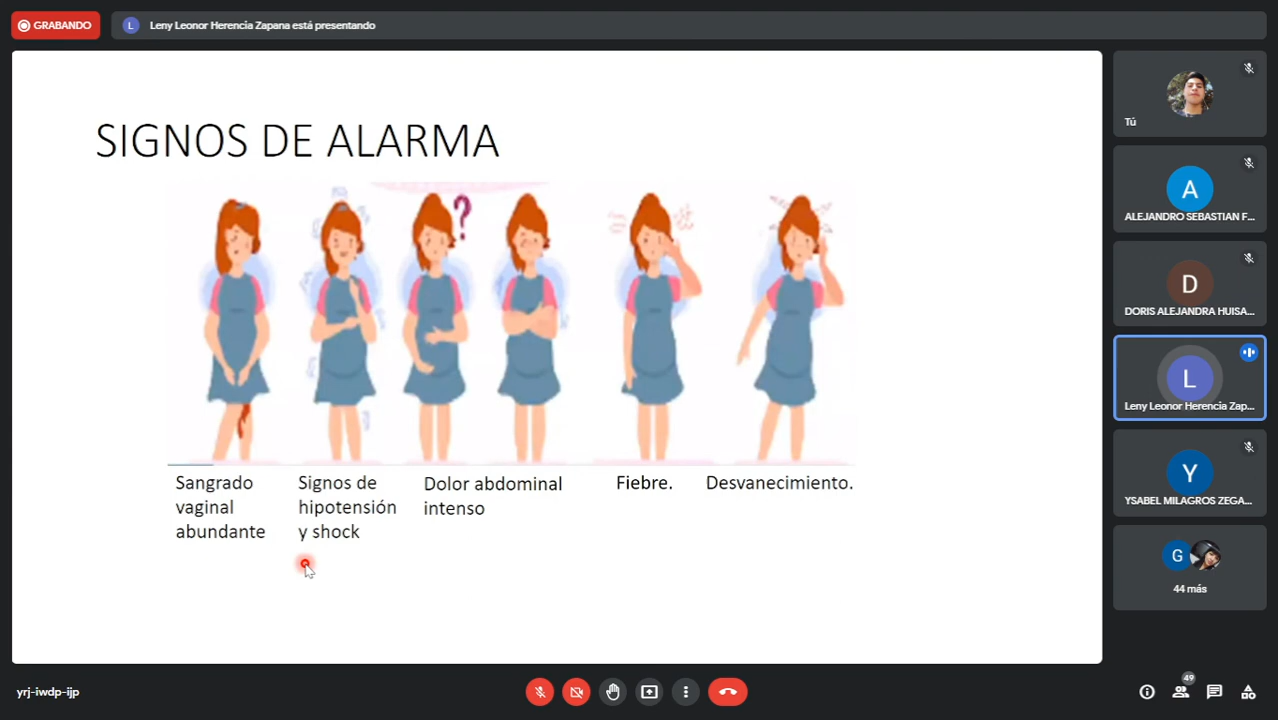 GRABANDO
L
Leny Leonor Herencia Zapana está presentando
SIGNOS DE ALARMA
?
Sangrado
vaginal
abundante
Signos de
hipotensión
y shock
Dolor abdominal
intenso
Fiebre.
Desvanecimiento.
Tú
A
ALEJANDRO SEBASTIAN F...
D
DORIS ALEJANDRA HUISA...
L
Leny Leonor Herencia Zap...
Y
YSABEL MILAGROS ZEGA...
G
44 más
yrj-iwdp-ijp
49